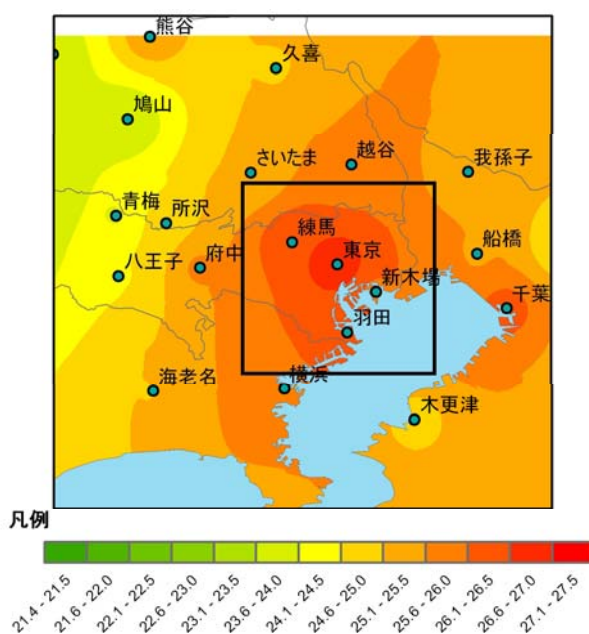 熊谷
久喜
鳩山
さいたま
越谷
我孫子
青梅
所沢
練馬
船橋
八王子
府中
東京
新木場
千葉
羽田
海老名
横浜
木更津
凡例
21.4 - 21.5
21.6 - 22.0
22.1 - 22.5
22.6 - 23.0
23.1 - 23.5
23.6 - 24.0
24.1 - 24.5
24.6 - 25.0
25.1 - 25.5
25.6 - 26.0
26.1 - 26.5
26.6 - 27.0
27.1 - 27.5